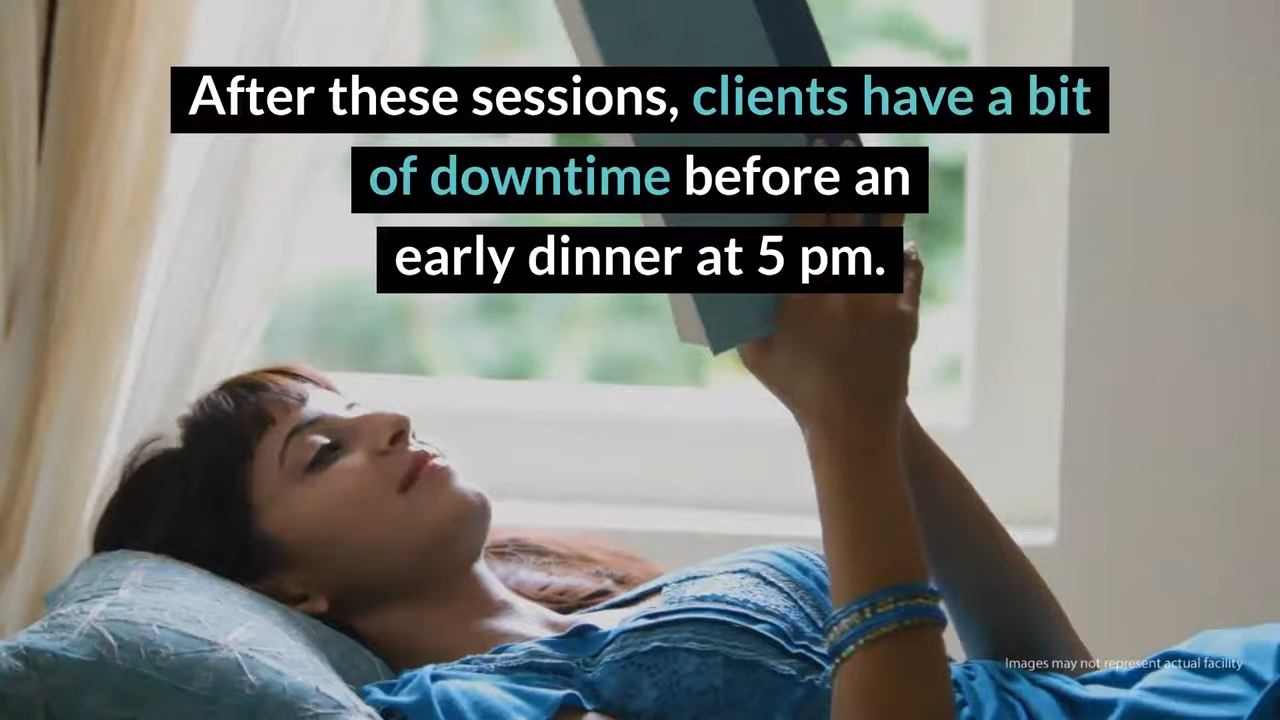 After these sessions, clients have a bit
of downtime before an
early dinner at 5 pm.
Images may not represent actual facility